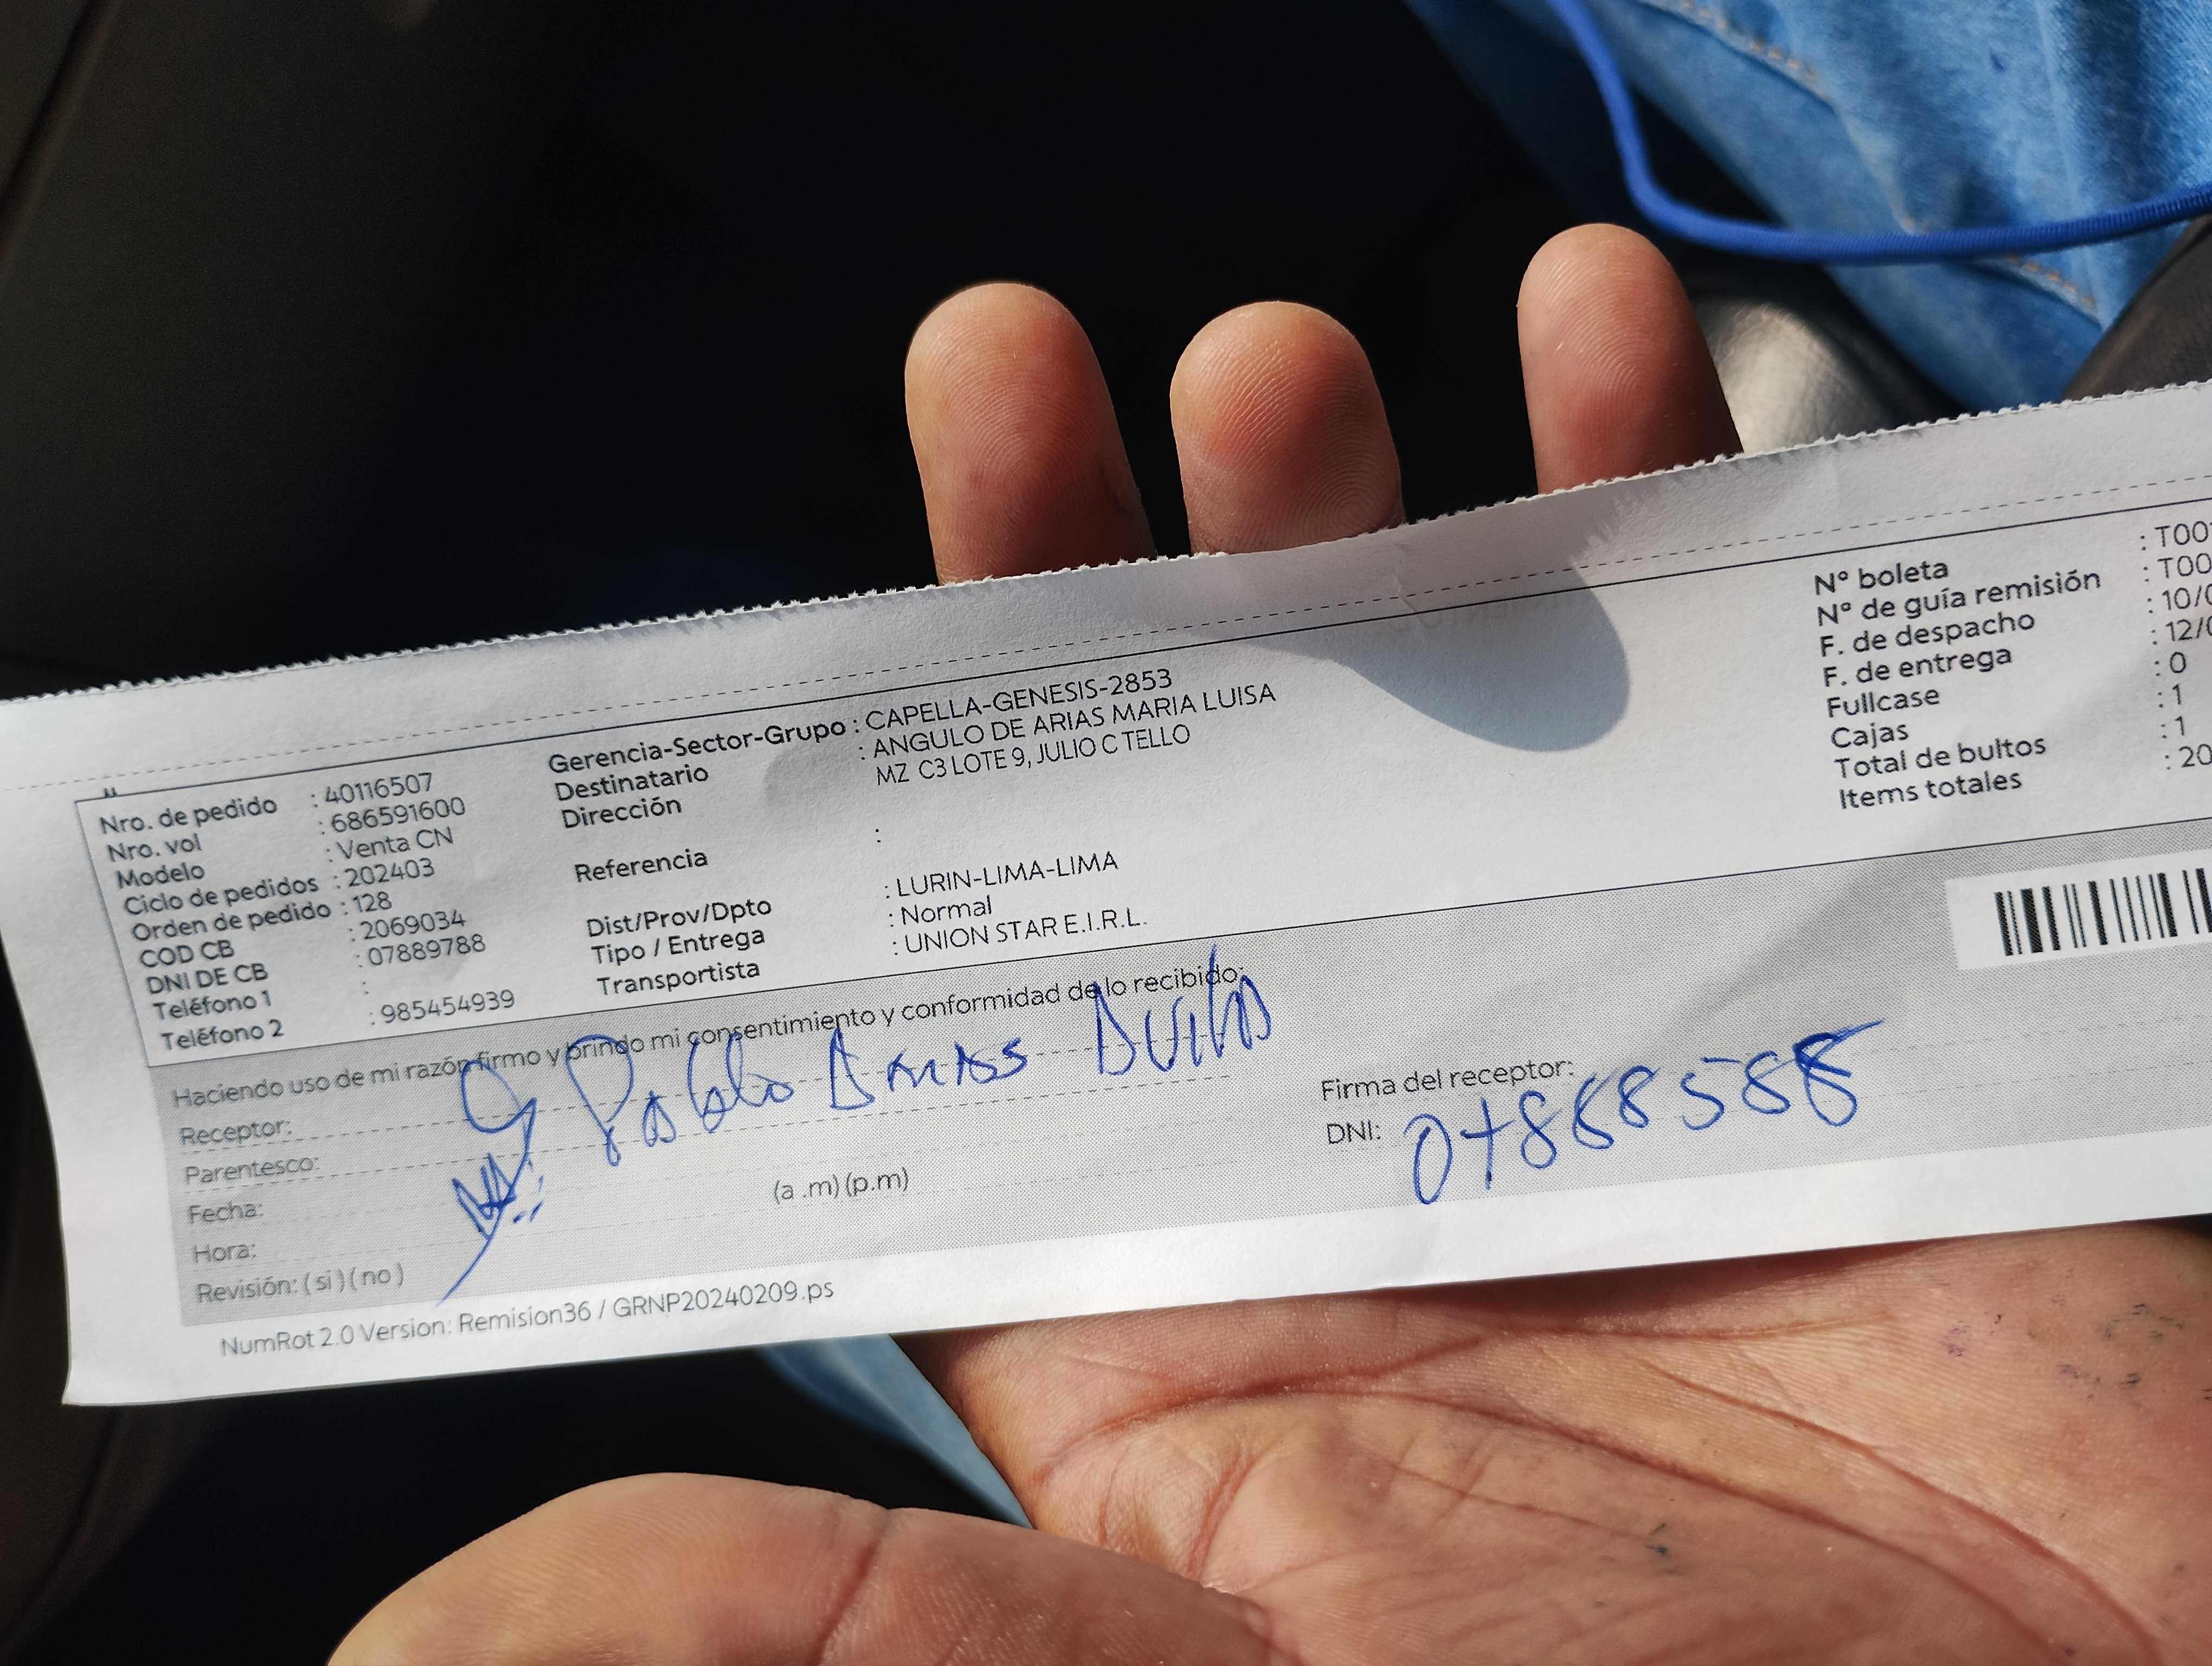 Nro. de pedido : 40116507
Nro. vol : 686591600
Modelo : Venta CN
Ciclo de pedidos : 202403
Orden de pedido : 128
COD CB : 2069034
DNI DE CB : 07889788
Teléfono 1 :
Teléfono 2 : 985454939
Gerencia-Sector-Grupo : CAPELLA-GENESIS-2853
Destinatario : ANGULO DE ARIAS MARIA LUISA
Dirección MZ C3 LOTE 9, JULIO C TELLO
Referencia :
Dist/Prov/Dpto : LURIN-LIMA-LIMA
Tipo / Entrega : Normal
Transportista : UNION STAR E.I.R.L.
Nº boleta : T00
Nº de guía remisión : T00
F. de despacho : 10/0
F. de entrega : 12/0
Fullcase : 0
Cajas : 1
Total de bultos : 1
Items totales : 20
Haciendo uso de mi razón firmo y brindo mi consentimiento y conformidad de lo recibido:
Receptor: Pablo Arias
Parentesco:
Fecha:
Hora: (a .m) (p.m)
Revisión: ( si ) ( no )
Firma del receptor:
DNI: 07888588
NumRot 2.0 Version: Remision36 / GRNP20240209.ps